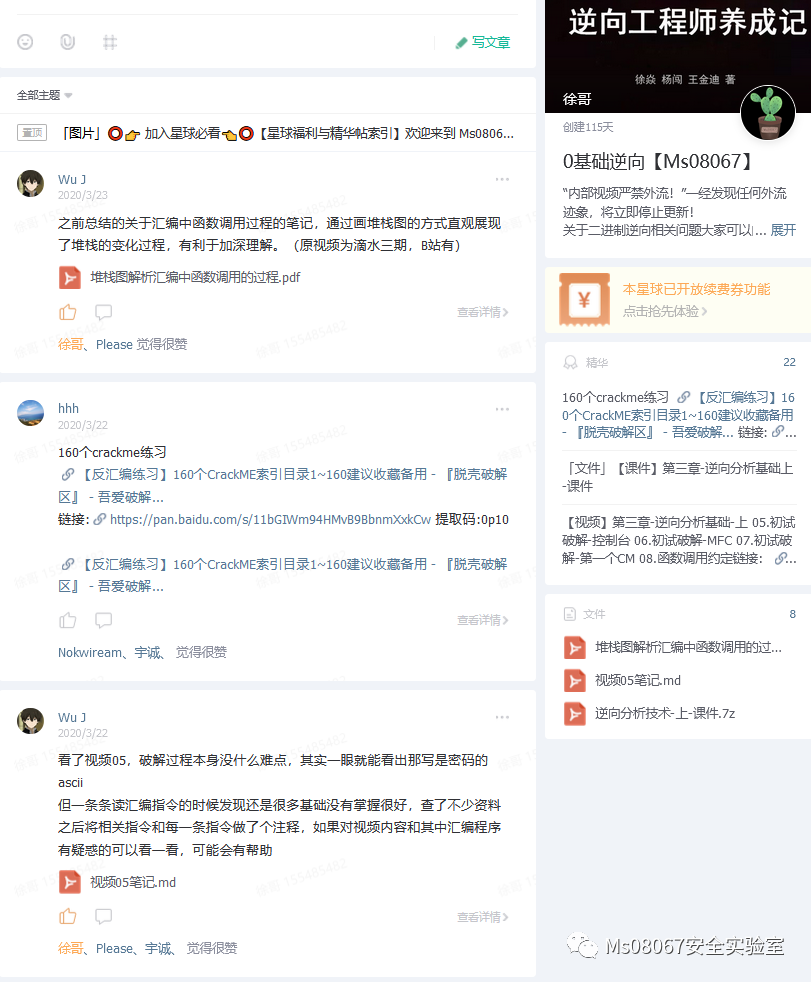 写文章
全部主题
置顶 「图片」⭕👉 加入星球必看👈⭕【星球福利与精华帖索引】欢迎来到 Ms0806...
Wu J
2020/3/23
之前总结的关于汇编中函数调用过程的笔记，通过画堆栈图的方式直观展现
了堆栈的变化过程，有利于加深理解。（原视频为滴水三期，B站有）
堆栈图解析汇编中函数调用的过程.pdf
查看详情
徐哥、Please 觉得很赞
hhh
2020/3/22
160个crackme练习
【反汇编练习】160个CrackME索引目录1~160建议收藏备用 - 『脱壳破解
区』 - 吾爱破解...
链接: https://pan.baidu.com/s/11bGIWm94HMvB9BbnmXxkCw 提取码:0p10
【反汇编练习】160个CrackME索引目录1~160建议收藏备用 - 『脱壳破解
区』 - 吾爱破解...
查看详情
Nokwiream、宇诚、 觉得很赞
Wu J
2020/3/22
看了视频05，破解过程本身没什么难点，其实一眼就能看出那写是密码的
ascii
但一条条读汇编指令的时候发现还是很多基础没有掌握很好，查了不少资料
之后将相关指令和每一条指令做了个注释，如果对视频内容和其中汇编程序
有疑惑的可以看一看，可能会有帮助
视频05笔记.md
查看详情
徐哥、Please、宇诚、 觉得很赞
逆向工程师养成记
徐焱 杨闯 王金迪 著
徐哥
创建115天
0基础逆向【Ms08067】
“内部视频严禁外流！”一经发现任何外流
迹象，将立即停止更新！
关于二进制逆向相关问题大家可以... 展开
本星球已开放续费券功能
点击抢先体验
精华 22
160个crackme练习 【反汇编练习】16
0个CrackME索引目录1~160建议收藏备用
- 『脱壳破解区』 - 吾爱破解... 链接: ...
「文件」【课件】第三章-逆向分析基础上
-课件
【视频】第三章-逆向分析基础-上 05.初试
破解-控制台 06.初试破解-MFC 07.初试破
解-第一个CM 08.函数调用约定链接: ...
文件 8
堆栈图解析汇编中函数调用的过...
视频05笔记.md
逆向分析技术-上-课件.7z
Ms08067安全实验室